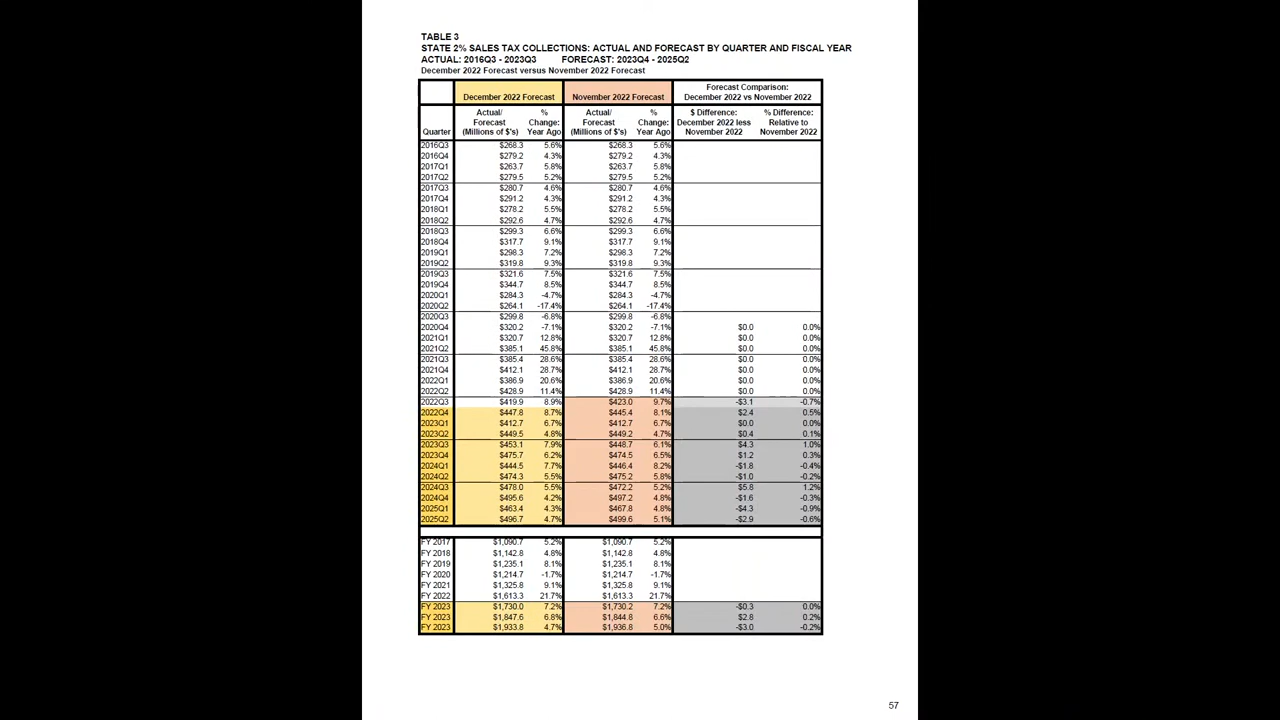 TABLE 3
STATE 2% SALES TAX COLLECTIONS: ACTUAL AND FORECAST BY QUARTER AND FISCAL YEAR
ACTUAL: 2016Q3 - 2023Q3 FORECAST: 2023Q4 - 2025Q2
December 2022 Forecast versus November 2022 Forecast
Forecast Comparison:
December 2022 Forecast November 2022 Forecast December 2022 vs November 2022
Actual/ % Actual/ % $ Difference: % Difference:
Forecast Change: Forecast Change: December 2022 less Relative to
Quarter (Millions of $'s) Year Ago (Millions of $'s) Year Ago November 2022 November 2022
2016Q3 $268.3 5.6% $268.3 5.6%
2016Q4 $279.2 4.3% $279.2 4.3%
2017Q1 $263.7 5.8% $263.7 5.8%
2017Q2 $279.5 5.2% $279.5 5.2%
2017Q3 $280.7 4.6% $280.7 4.6%
2017Q4 $291.2 4.3% $291.2 4.3%
2018Q1 $278.2 5.5% $278.2 5.5%
2018Q2 $292.6 4.7% $292.6 4.7%
2018Q3 $299.3 6.6% $299.3 6.6%
2018Q4 $317.7 9.1% $317.7 9.1%
2019Q1 $298.3 7.2% $298.3 7.2%
2019Q2 $319.8 9.3% $319.8 9.3%
2019Q3 $321.6 7.5% $321.6 7.5%
2019Q4 $344.7 8.5% $344.7 8.5%
2020Q1 $284.3 -4.7% $284.3 -4.7%
2020Q2 $264.1 -17.4% $264.1 -17.4%
2020Q3 $299.8 -6.8% $299.8 -6.8%
2020Q4 $320.2 -7.1% $320.2 -7.1% $0.0 0.0%
2021Q1 $320.7 12.8% $320.7 12.8% $0.0 0.0%
2021Q2 $385.1 45.8% $385.1 45.8% $0.0 0.0%
2021Q3 $385.4 28.6% $385.4 28.6% $0.0 0.0%
2021Q4 $412.1 28.7% $412.1 28.7% $0.0 0.0%
2022Q1 $386.9 20.6% $386.9 20.6% $0.0 0.0%
2022Q2 $428.9 11.4% $428.9 11.4% $0.0 0.0%
2022Q3 $419.9 8.9% $423.0 9.7% -$3.1 -0.7%
2022Q4 $447.8 8.7% $445.4 8.1% $2.4 0.5%
2023Q1 $412.7 6.7% $412.7 6.7% $0.0 0.0%
2023Q2 $449.5 4.8% $449.2 4.7% $0.4 0.1%
2023Q3 $453.1 7.9% $448.7 6.1% $4.3 1.0%
2023Q4 $475.7 6.2% $474.5 6.5% $1.2 0.3%
2024Q1 $444.5 7.7% $446.4 8.2% -$1.8 -0.4%
2024Q2 $474.3 5.5% $475.2 5.8% -$1.0 -0.2%
2024Q3 $478.0 5.5% $472.2 5.2% $5.8 1.2%
2024Q4 $495.6 4.2% $497.2 4.8% -$1.6 -0.3%
2025Q1 $463.4 4.3% $467.8 4.8% -$4.3 -0.9%
2025Q2 $496.7 4.7% $499.6 5.1% -$2.9 -0.6%
FY 2017 $1,090.7 5.2% $1,090.7 5.2%
FY 2018 $1,142.8 4.8% $1,142.8 4.8%
FY 2019 $1,235.1 8.1% $1,235.1 8.1%
FY 2020 $1,214.7 -1.7% $1,214.7 -1.7%
FY 2021 $1,325.8 9.1% $1,325.8 9.1%
FY 2022 $1,613.3 21.7% $1,613.3 21.7%
FY 2023 $1,730.0 7.2% $1,730.2 7.2% -$0.3 0.0%
FY 2023 $1,847.6 6.8% $1,844.8 6.6% $2.8 0.2%
FY 2023 $1,933.8 4.7% $1,936.8 5.0% -$3.0 -0.2%
57